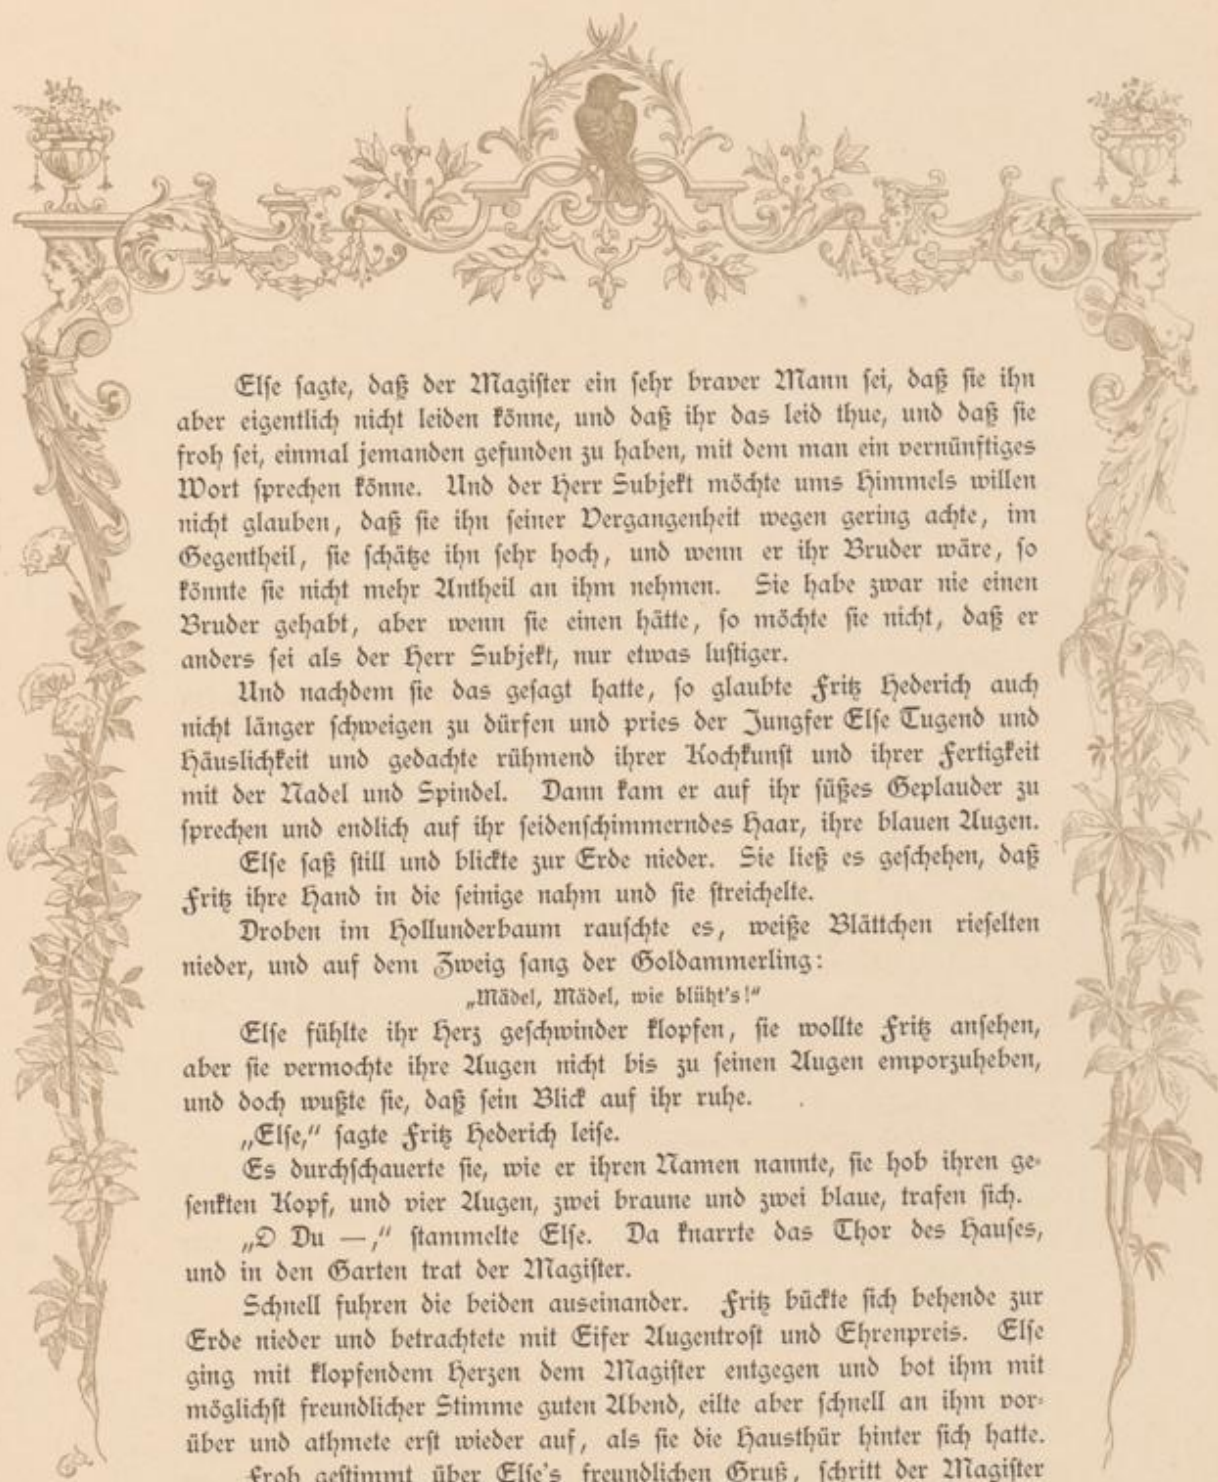 Else sagte, daß der Magister ein sehr braver Mann sei, daß sie ihn
aber eigentlich nicht leiden könne, und daß ihr das leid thue, und daß sie
froh sei, einmal jemanden gefunden zu haben, mit dem man ein vernünftiges
Wort sprechen könne. Und der Herr Subjekt möchte ums Himmels willen
nicht glauben, daß sie ihn seiner Vergangenheit wegen gering achte, im
Gegentheil, sie schätze ihn sehr hoch, und wenn er ihr Bruder wäre, so
könnte sie nicht mehr Antheil an ihm nehmen. Sie habe zwar nie einen
Bruder gehabt, aber wenn sie einen hätte, so möchte sie nicht, daß er
anders sei als der Herr Subjekt, nur etwas lustiger.
Und nachdem sie das gesagt hatte, so glaubte Fritz Hederich auch
nicht länger schweigen zu dürfen und pries der Jungfer Else Tugend und
Häuslichkeit und gedachte rühmend ihrer Kochkunst und ihrer Fertigkeit
mit der Nadel und Spindel. Dann kam er auf ihr süßes Geplauder zu
sprechen und endlich auf ihr seidenschimmerndes Haar, ihre blauen Augen.
Else saß still und blickte zur Erde nieder. Sie ließ es geschehen, daß
Fritz ihre Hand in die seinige nahm und sie streichelte.
Droben im Hollunderbaum rauschte es, weiße Blättchen rieselten
nieder, und auf dem Zweig sang der Goldammerling:
„Mädel, Mädel, wie blüht's!“
Else fühlte ihr Herz geschwinder klopfen, sie wollte Fritz ansehen,
aber sie vermochte ihre Augen nicht bis zu seinen Augen emporzuheben,
und doch wußte sie, daß sein Blick auf ihr ruhe.
„Else,“ sagte Fritz Hederich leise.
Es durchschauerte sie, wie er ihren Namen nannte, sie hob ihren ge-
senkten Kopf, und vier Augen, zwei braune und zwei blaue, trafen sich.
„O Du —,“ stammelte Else. Da knarrte das Thor des Hauses,
und in den Garten trat der Magister.
Schnell fuhren die beiden auseinander. Fritz bückte sich behende zur
Erde nieder und betrachtete mit Eifer Augentrost und Ehrenpreis. Else
ging mit klopfendem Herzen dem Magister entgegen und bot ihm mit
möglichst freundlicher Stimme guten Abend, eilte aber schnell an ihm vor-
über und athmete erst wieder auf, als sie die Hausthür hinter sich hatte.
Froh gestimmt über Else's freundlichen Gruß, schritt der Magister